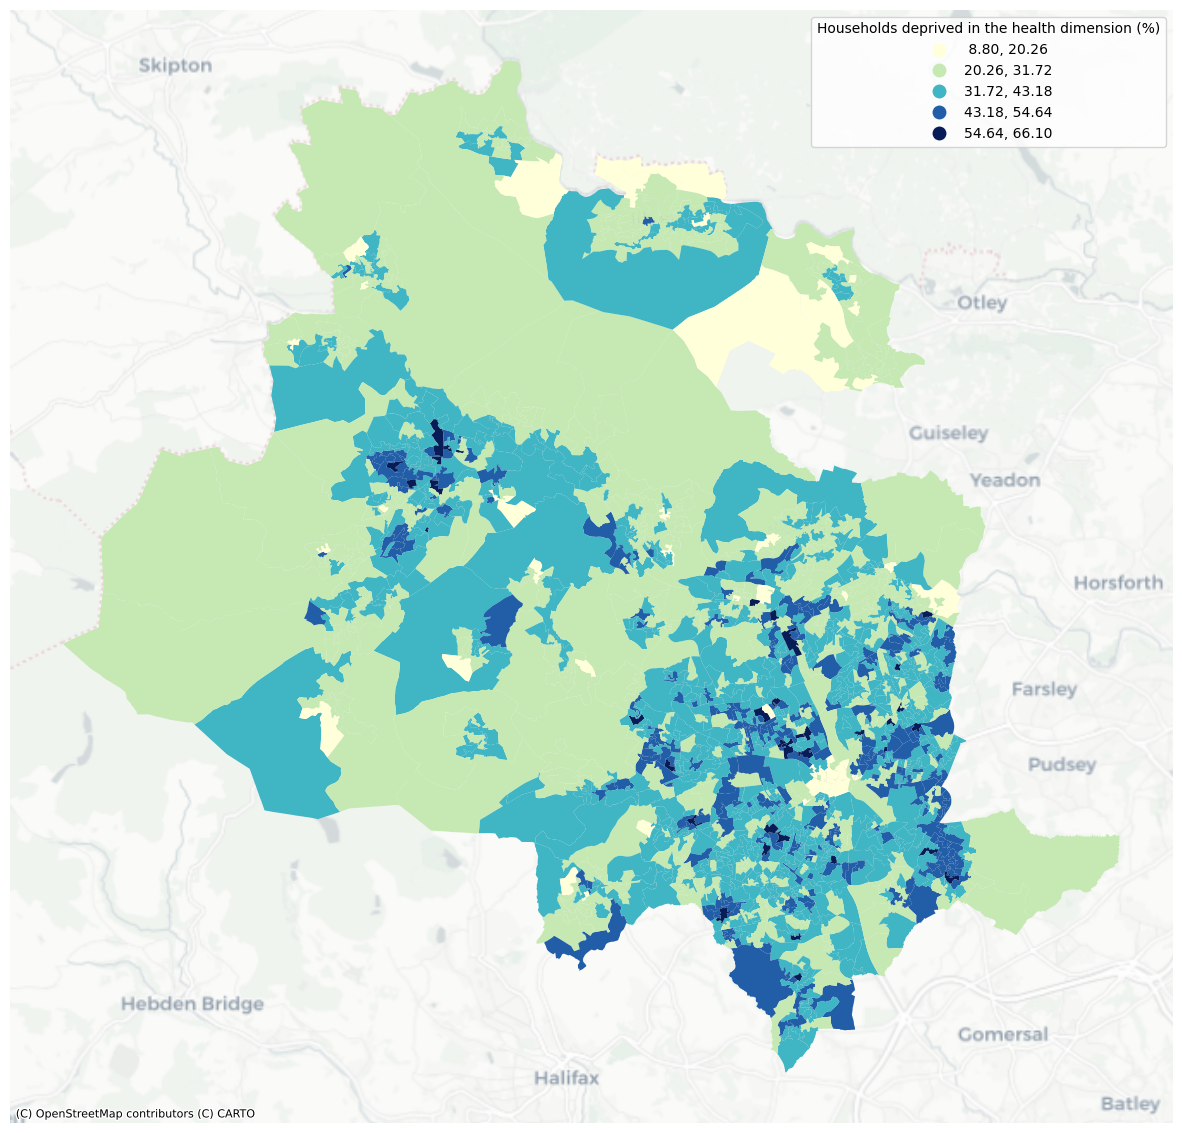 Households deprived in the health dimension (%)
8.80, 20.26
20.26, 31.72
31.72, 43.18
43.18, 54.64
54.64, 66.10
Skipton
Otley
Guiseley
Yeadon
Horsforth
Farsley
Pudsey
Hebden Bridge
Gomersal
Halifax
Batley
(C) OpenStreetMap contributors (C) CARTO